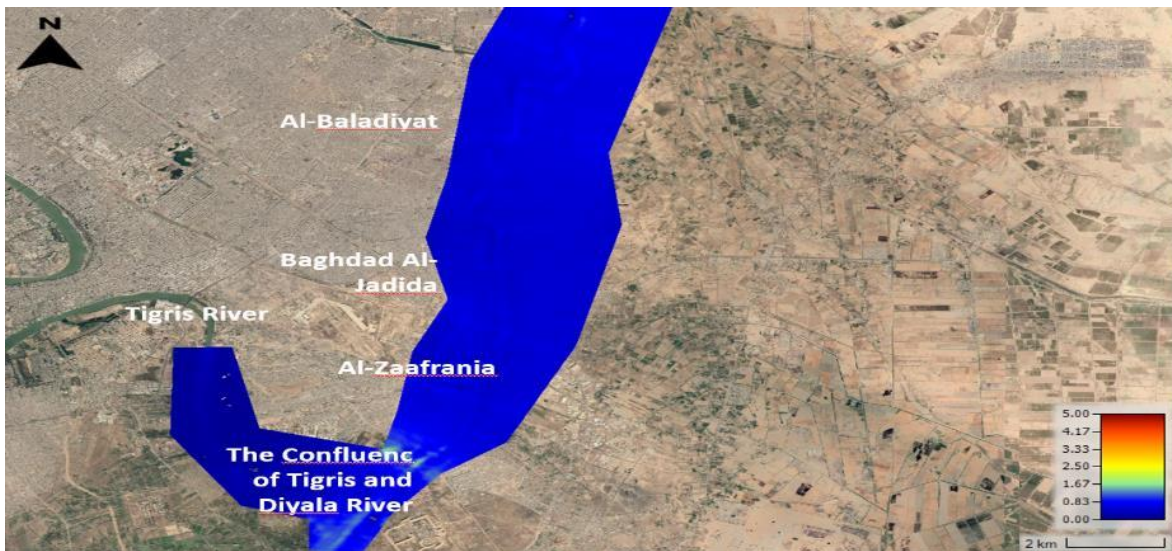 N
Al-Baladiyat
Baghdad Al-
Jadida
Tigris River
Al-Zaafrania
The Confluenc
of Tigris and
Diyala River
5.00
4.17
3.33
2.50
1.67
0.83
0.00
2 km